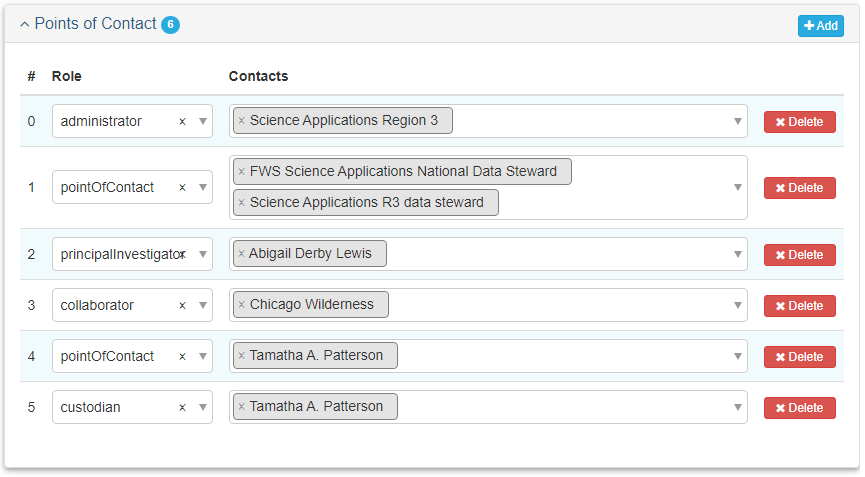 Points of Contact 6
+ Add
# Role Contacts
0 administrator × × Science Applications Region 3 × Delete
1 pointOfContact × × FWS Science Applications National Data Steward × Delete
× Science Applications R3 data steward
2 principalInvestigator × × Abigail Derby Lewis × Delete
3 collaborator × × Chicago Wilderness × Delete
4 pointOfContact × × Tamatha A. Patterson × Delete
5 custodian × × Tamatha A. Patterson × Delete